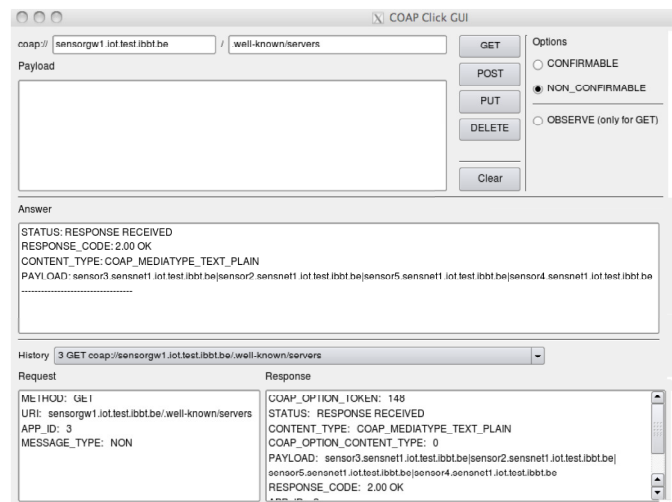 COAP Click GUI
coap:// sensorgw1.iot.test.ibbt.be / .well-known/servers
GET
POST
PUT
DELETE
Clear
Options
CONFIRMABLE
NON_CONFIRMABLE
OBSERVE (only for GET)
Payload
Answer
STATUS: RESPONSE RECEIVED
RESPONSE_CODE: 2.00 OK
CONTENT_TYPE: COAP_MEDIATYPE_TEXT_PLAIN
PAYLOAD: sensor3.sensnet1.iot.test.ibbt.be|sensor2.sensnet1.iot.test.ibbt.be|sensor5.sensnet1.iot.test.ibbt.be|sensor4.sensnet1.iot.test.ibbt.be
---------------------------------
History 3 GET coap://sensorgw1.iot.test.ibbt.be/.well-known/servers
Request
METHOD: GET
URI: sensorgw1.iot.test.ibbt.be/.well-known/servers
APP_ID: 3
MESSAGE_TYPE: NON
Response
COAP_OPTION_TOKEN: 148
STATUS: RESPONSE RECEIVED
CONTENT_TYPE: COAP_MEDIATYPE_TEXT_PLAIN
COAP_OPTION_CONTENT_TYPE: 0
PAYLOAD: sensor3.sensnet1.iot.test.ibbt.be|sensor2.sensnet1.iot.test.ibbt.be|
sensor5.sensnet1.iot.test.ibbt.be|sensor4.sensnet1.iot.test.ibbt.be
RESPONSE_CODE: 2.00 OK